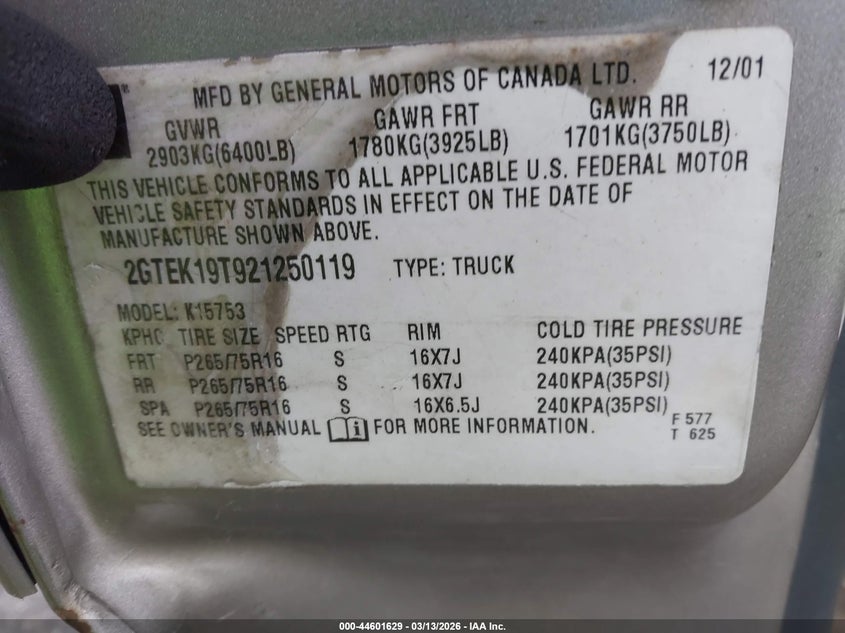 MFD BY GENERAL MOTORS OF CANADA LTD. 12/01
GVWR GAWR FRT GAWR RR
2903KG(6400LB) 1780KG(3925LB) 1701KG(3750LB)
THIS VEHICLE CONFORMS TO ALL APPLICABLE U.S. FEDERAL MOTOR
VEHICLE SAFETY STANDARDS IN EFFECT ON THE DATE OF
MANUFACTURE SHOWN ABOVE.
2GTEK19T921250119 TYPE: TRUCK
MODEL: K15753
KPHC TIRE SIZE SPEED RTG RIM COLD TIRE PRESSURE
FRT P265/75R16 S 16X7J 240KPA(35PSI)
RR P265/75R16 S 16X7J 240KPA(35PSI)
SPA P265/75R16 S 16X6.5J 240KPA(35PSI)
SEE OWNER'S MANUAL i FOR MORE INFORMATION.
F 577
T 625
000-44601629 — 03/13/2026 — IAA Inc.